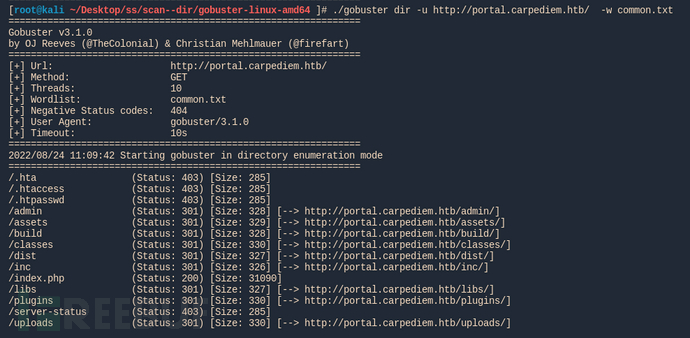 [root@kali ~/Desktop/ss/scan--dir/gobuster-linux-amd64 ]# ./gobuster dir -u http://portal.carpediem.htb/  -w common.txt
===============================================================
Gobuster v3.1.0
by OJ Reeves (@TheColonial) & Christian Mehlmauer (@firefart)
===============================================================
[+] Url:                     http://portal.carpediem.htb/
[+] Method:                  GET
[+] Threads:                 10
[+] Wordlist:                common.txt
[+] Negative Status codes:   404
[+] User Agent:              gobuster/3.1.0
[+] Timeout:                 10s
===============================================================
2022/08/24 11:09:42 Starting gobuster in directory enumeration mode
===============================================================
/.hta                 (Status: 403) [Size: 285]
/.htaccess            (Status: 403) [Size: 285]
/.htpasswd            (Status: 403) [Size: 285]
/admin                (Status: 301) [Size: 328] [--> http://portal.carpediem.htb/admin/]
/assets               (Status: 301) [Size: 329] [--> http://portal.carpediem.htb/assets/]
/build                (Status: 301) [Size: 328] [--> http://portal.carpediem.htb/build/]
/classes              (Status: 301) [Size: 330] [--> http://portal.carpediem.htb/classes/]
/dist                 (Status: 301) [Size: 327] [--> http://portal.carpediem.htb/dist/]
/inc                  (Status: 301) [Size: 326] [--> http://portal.carpediem.htb/inc/]
/index.php            (Status: 200) [Size: 31090]
/libs                 (Status: 301) [Size: 327] [--> http://portal.carpediem.htb/libs/]
/plugins              (Status: 301) [Size: 330] [--> http://portal.carpediem.htb/plugins/]
/server-status        (Status: 403) [Size: 285]
/uploads              (Status: 301) [Size: 330] [--> http://portal.carpediem.htb/uploads/]